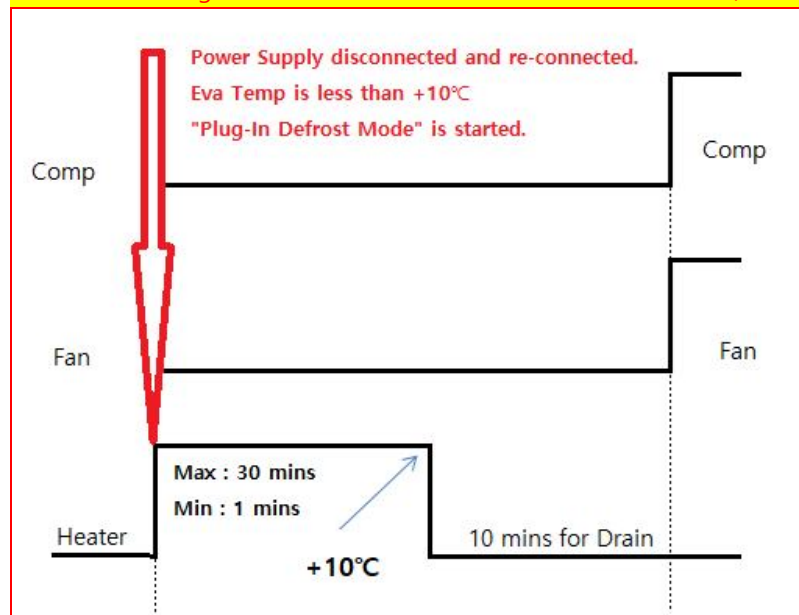 Power Supply disconnected and re-connected.
Eva Temp is less than +10℃
"Plug-In Defrost Mode" is started.
Comp
Comp
Fan
Fan
Max : 30 mins
Min : 1 mins
Heater
10 mins for Drain
+10℃